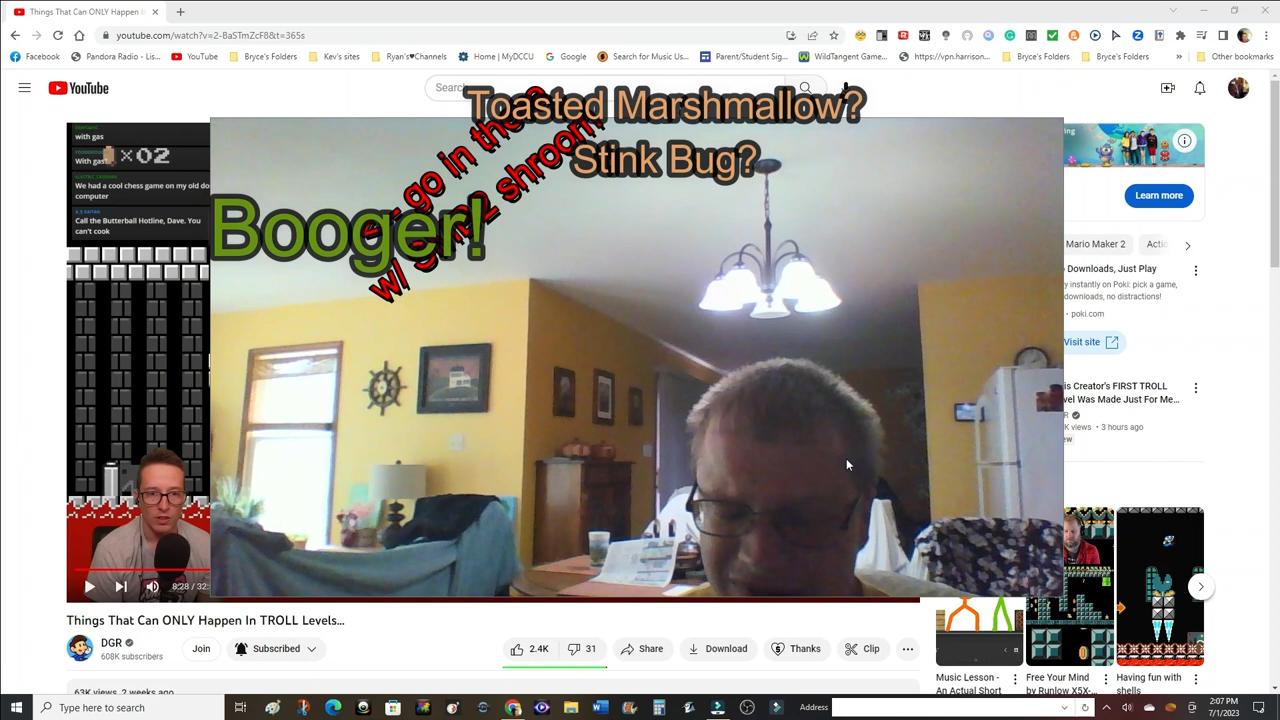 Things That Can ONLY Happen In
youtube.com/watch?v=2-BaSTmZcF8&t=365s
Facebook
Pandora Radio - Lis...
YouTube
Bryce's Folders
Kev's sites
Ryan's♥Channels
Home | MyDCCU
Google
Search for Music Us...
Parent/Student Sig...
WildTangent Game...
https://vpn.harrison...
Bryce's Folders
Bryce's Folders
Other bookmarks
YouTube
Search
Toasted Marshmallow?
Stink Bug?
go in the
w/
shroom
Booger!
with gas
With gas
×02
We had a cool chess game on my old do
computer
Call the Butterball Hotline, Dave. You
can't cook
Learn more
Mario Maker 2
Actio
Downloads, Just Play
instantly on Poki: pick a game,
downloads, no distractions!
• poki.com
Visit site
is Creator's FIRST TROLL
vel Was Made Just For Me...
R
K views • 3 hours ago
ew
8:28 / 32:
Things That Can ONLY Happen In TROLL Levels...
DGR
608K subscribers
Join
Subscribed
2.4K
31
Share
Download
Thanks
Clip
63K views 2 weeks ago
Music Lesson -
An Actual Short
Free Your Mind
by Runlow X5X-
Having fun with
shells
Type here to search
Address
2:07 PM
7/1/2023